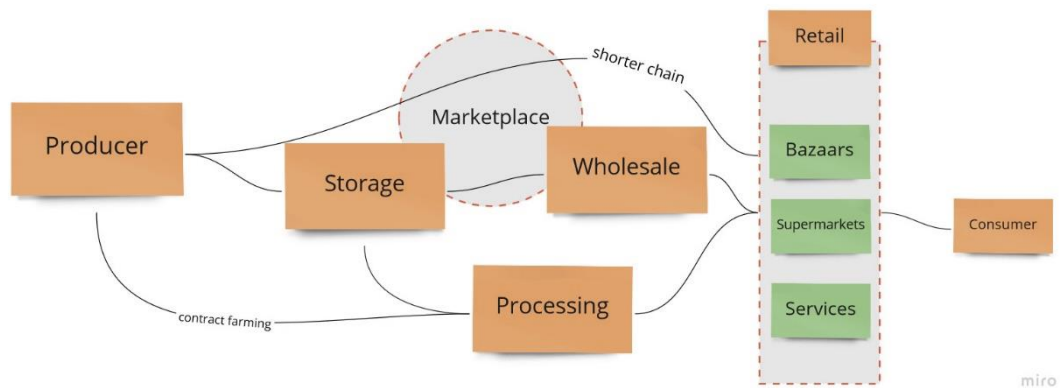 Retail
shorter chain
Marketplace
Producer
Bazaars
Wholesale
Storage
Supermarkets
Consumer
Processing
Services
contract farming
miro